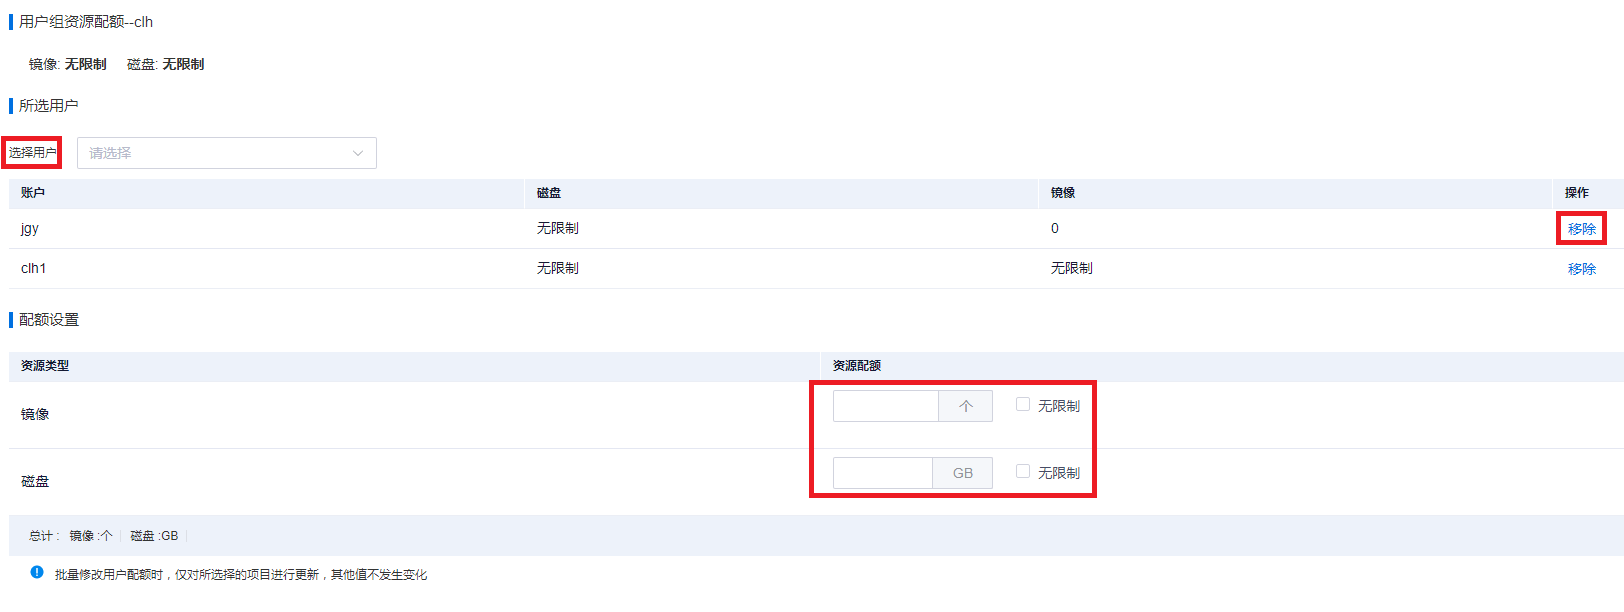 用户组资源配额--clh
镜像: 无限制 磁盘: 无限制
所选用户
选择用户 请选择
账户 磁盘 镜像 操作
jgy 无限制 0 移除
clh1 无限制 无限制 移除
配额设置
资源类型 资源配额
镜像 个 无限制
磁盘 GB 无限制
总计 : 镜像 :个 磁盘 :GB
批量修改用户配额时，仅对所选择的项目进行更新，其他值不发生变化